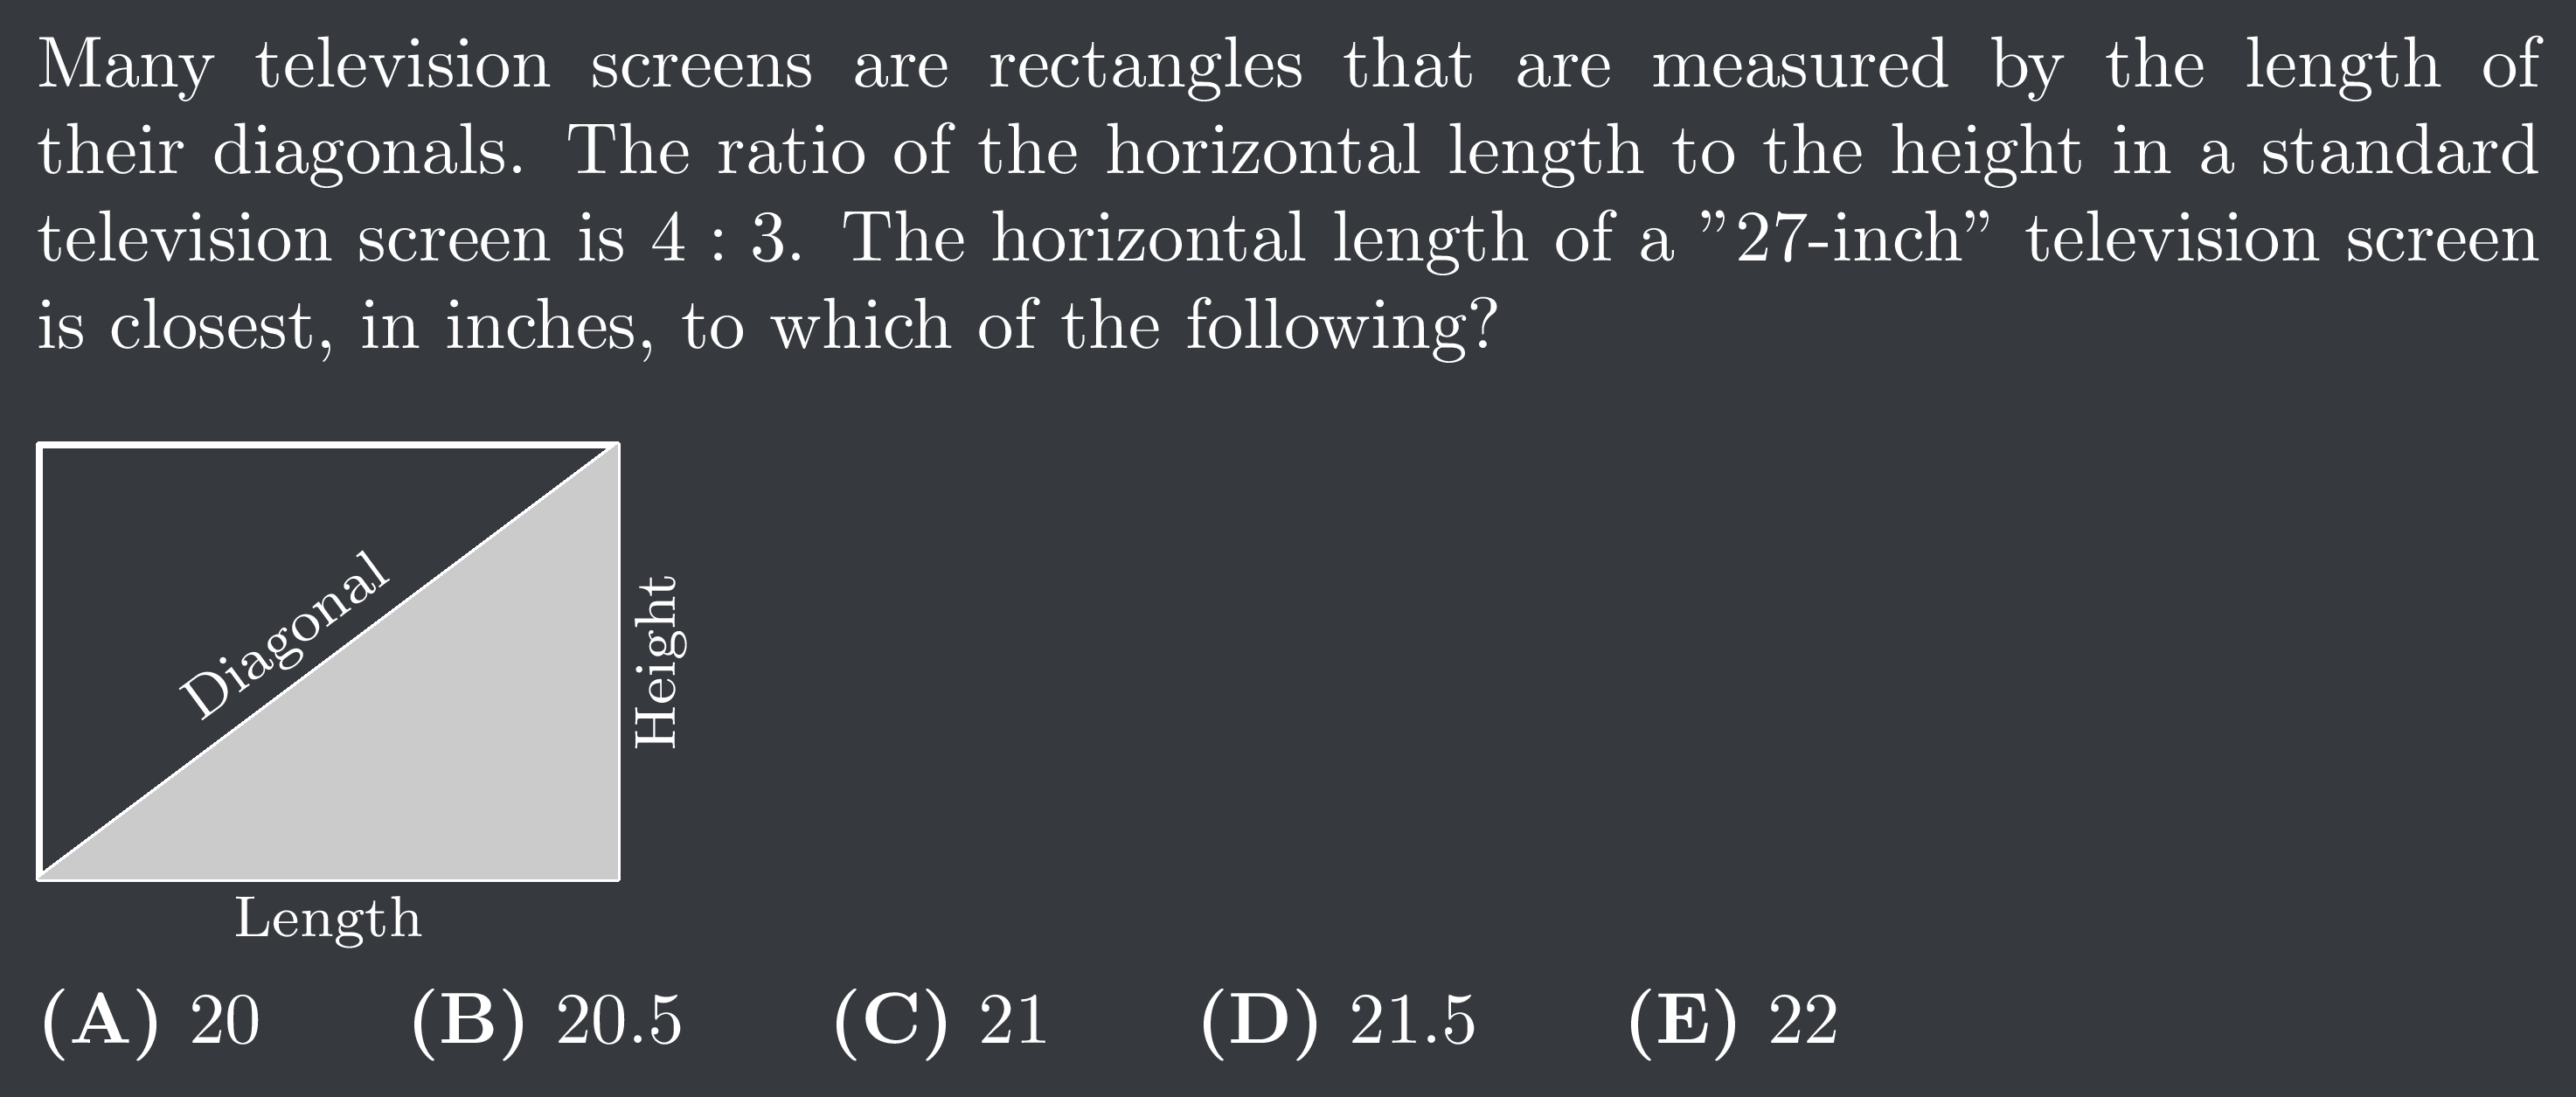 Many television screens are rectangles that are measured by the length of
their diagonals. The ratio of the horizontal length to the height in a standard
television screen is 4 : 3. The horizontal length of a ”27-inch” television screen
is closest, in inches, to which of the following?
Diagonal
Height
Length
(A) 20 (B) 20.5 (C) 21 (D) 21.5 (E) 22